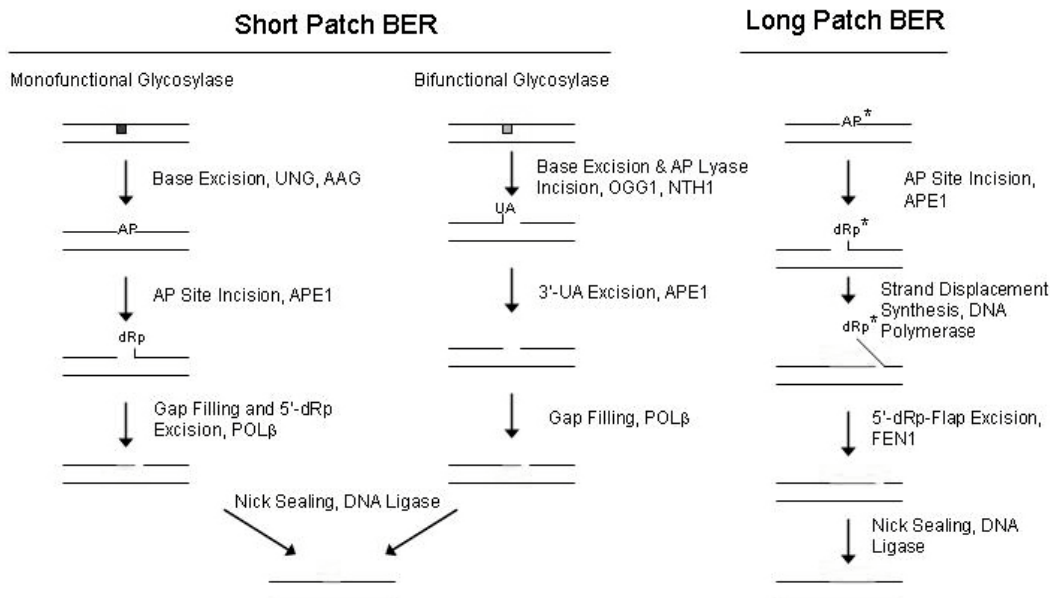 Short Patch BER
Long Patch BER
Monofunctional Glycosylase
Bifunctional Glycosylase
Base Excision, UNG, AAG
AP
AP Site Incision, APE1
dRp
Gap Filling and 5'-dRp
Excision, POLβ
Base Excision & AP Lyase
Incision, OGG1, NTH1
UA
3'-UA Excision, APE1
Gap Filling, POLβ
Nick Sealing, DNA Ligase
AP*
AP Site Incision,
APE1
dRp*
Strand Displacement
Synthesis, DNA
Polymerase
dRp*
5'-dRp-Flap Excision,
FEN1
Nick Sealing, DNA
Ligase